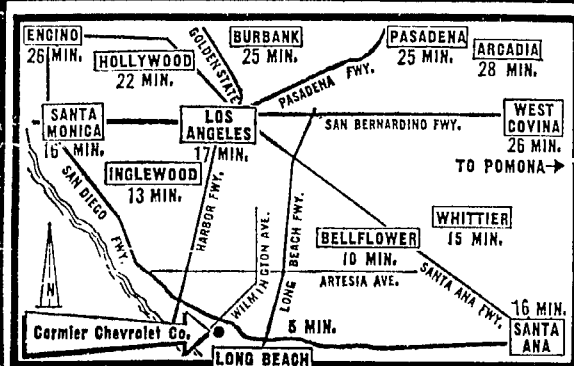 ENCINO
26 MIN.
HOLLYWOOD
22 MIN.
GOLDEN STATE
BURBANK
25 MIN.
PASADENA
25 MIN.
ARCADIA
28 MIN.
PASADENA FWY.
SANTA
MONICA
16 MIN.
LOS
ANGELES
17 MIN.
SAN BERNARDINO FWY.
WEST
COVINA
26 MIN.
TO POMONA→
INGLEWOOD
13 MIN.
SAN DIEGO
FWY.
HARBOR FWY.
WILMINGTON AVE.
LONG BEACH FWY.
BELLFLOWER
10 MIN.
WHITTIER
15 MIN.
ARTESIA AVE.
SANTA ANA FWY.
N
Cormier Chevrolet Co.
LONG BEACH
5 MIN.
16 MIN.
SANTA
ANA